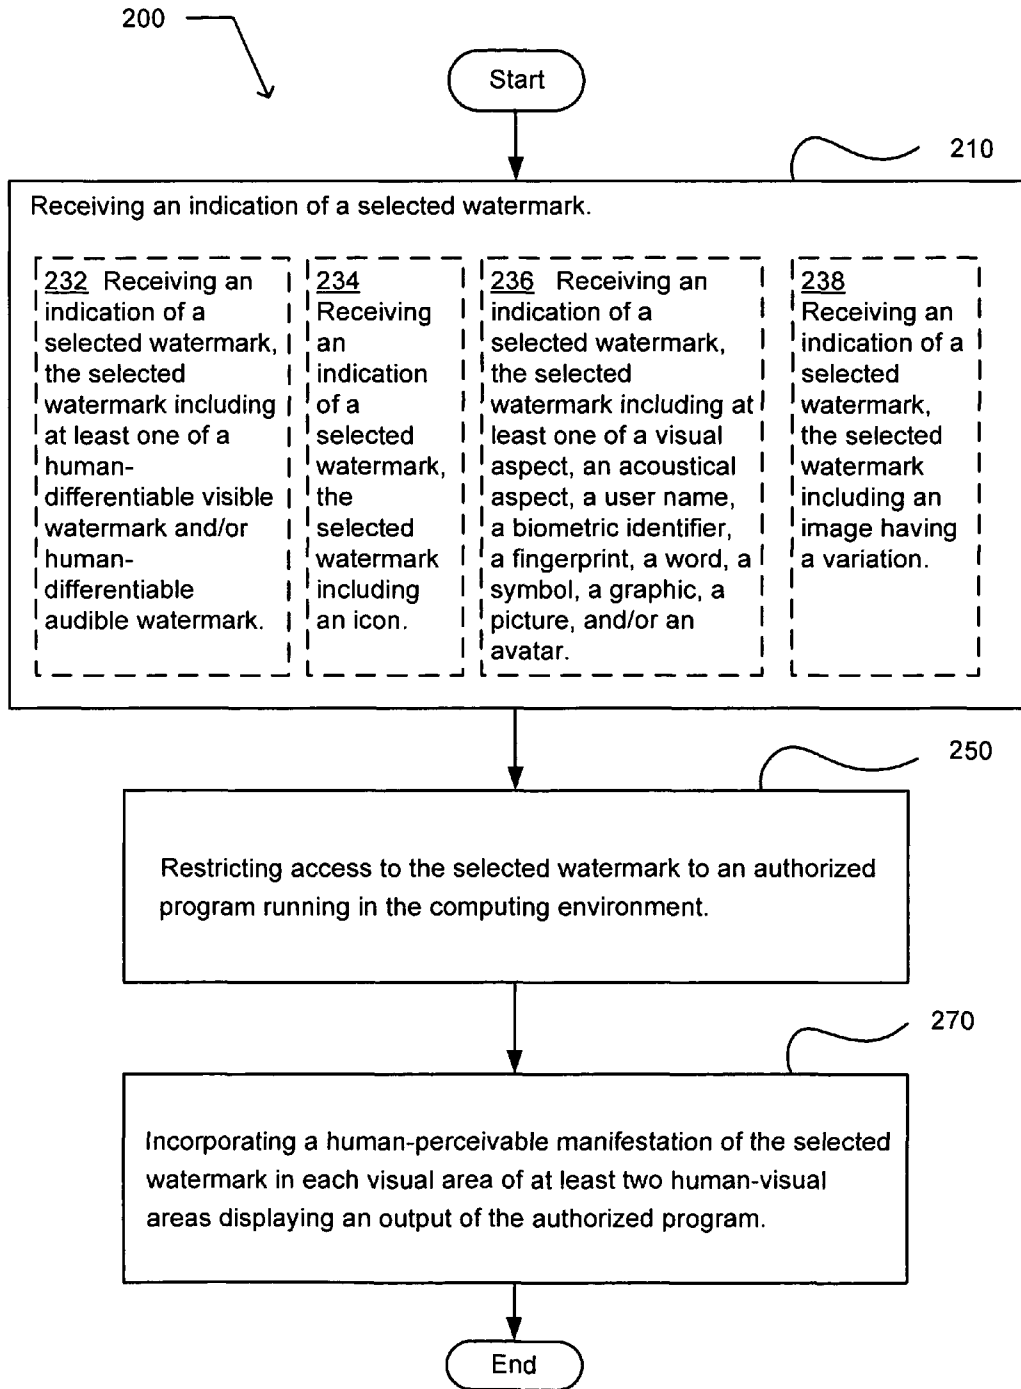 200
Start
210
Receiving an indication of a selected watermark.
232 Receiving an
indication of a
selected watermark,
the selected
watermark including
at least one of a
human-
differentiable visible
watermark and/or
human-
differentiable
audible watermark.
234
Receiving
an
indication
of a
selected
watermark,
the
selected
watermark
including
an icon.
236 Receiving an
indication of a
selected watermark,
the selected
watermark including at
least one of a visual
aspect, an acoustical
aspect, a user name,
a biometric identifier,
a fingerprint, a word, a
symbol, a graphic, a
picture, and/or an
avatar.
238
Receiving an
indication of a
selected
watermark,
the selected
watermark
including an
image having
a variation.
250
Restricting access to the selected watermark to an authorized
program running in the computing environment.
270
Incorporating a human-perceivable manifestation of the selected
watermark in each visual area of at least two human-visual
areas displaying an output of the authorized program.
End